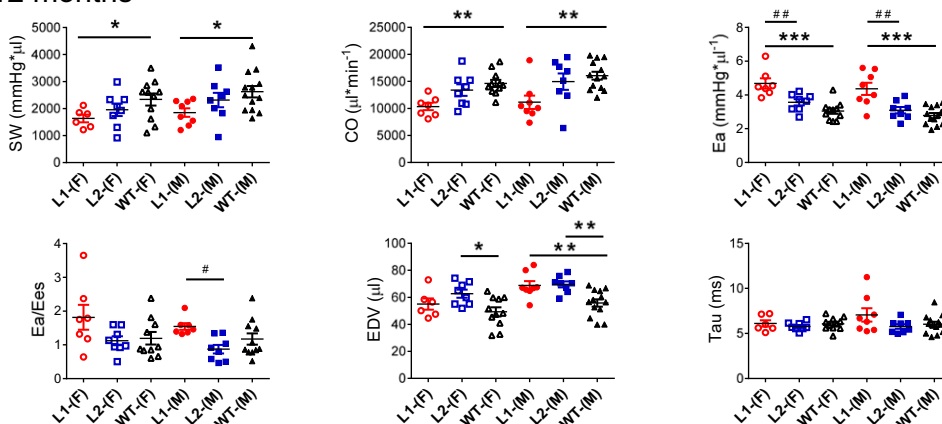 12 months
SW (mmHg*µl)
5000
4000
3000
2000
1000
0
*
*
L1-(F)
L2-(F)
WT-(F)
L1-(M)
L2-(M)
WT-(M)
CO (µl*min⁻¹)
25000
20000
15000
10000
5000
0
**
**
L1-(F)
L2-(F)
WT-(F)
L1-(M)
L2-(M)
WT-(M)
Ea (mmHg*µl⁻¹)
8
6
4
2
##
***
##
***
L1-(F)
L2-(F)
WT-(F)
L1-(M)
L2-(M)
WT-(M)
Ea/Ees
4
3
2
1
0
#
L1-(F)
L2-(F)
WT-(F)
L1-(M)
L2-(M)
WT-(M)
EDV (µl)
100
80
60
40
20
0
*
**
**
L1-(F)
L2-(F)
WT-(F)
L1-(M)
L2-(M)
WT-(M)
Tau (ms)
15
10
5
0
L1-(F)
L2-(F)
WT-(F)
L1-(M)
L2-(M)
WT-(M)